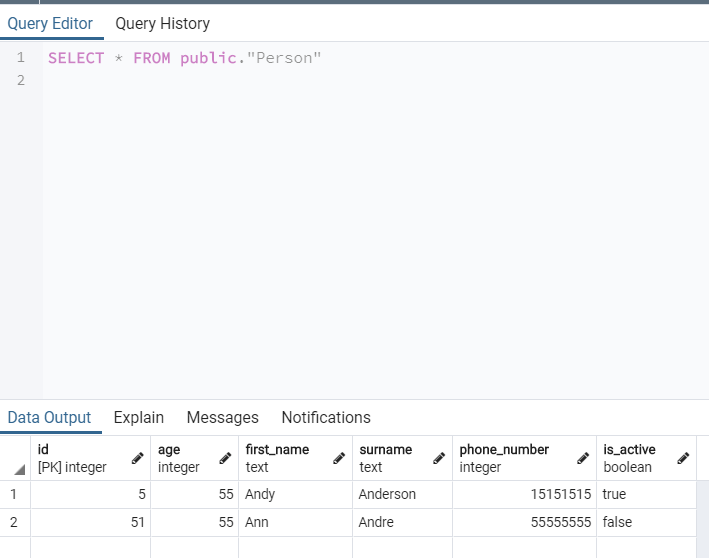 Query Editor Query History
1 SELECT * FROM public."Person"
2
Data Output Explain Messages Notifications
id age first_name surname phone_number is_active
[PK] integer integer text text integer boolean
1 5 55 Andy Anderson 15151515 true
2 51 55 Ann Andre 55555555 false